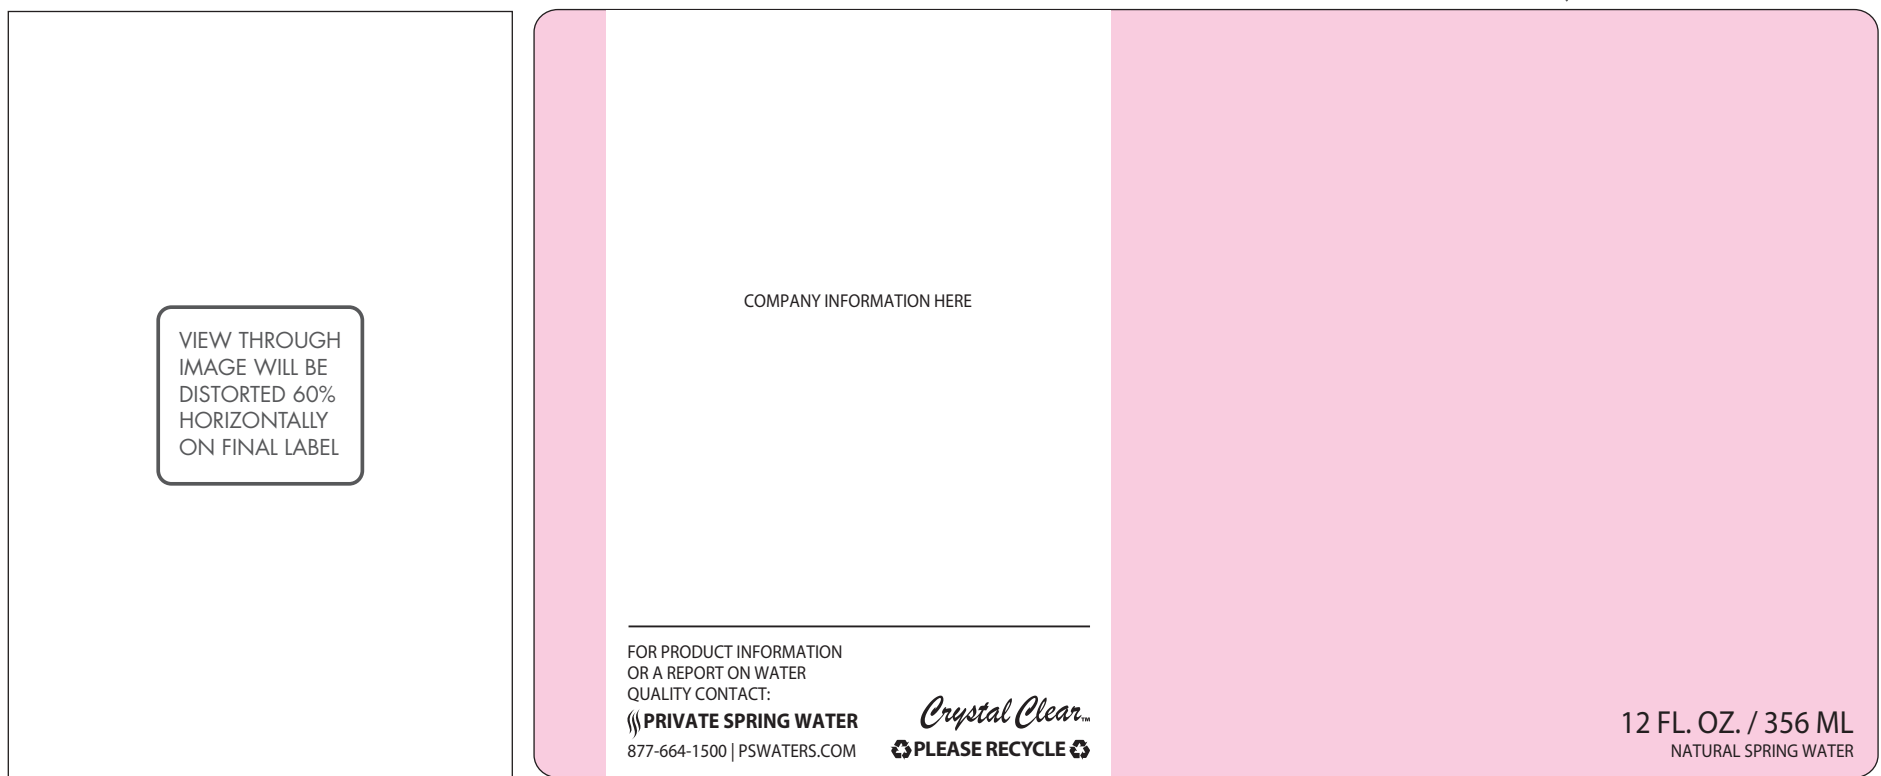 VIEW THROUGH
IMAGE WILL BE
DISTORTED 60%
HORIZONTALLY
ON FINAL LABEL
COMPANY INFORMATION HERE
FOR PRODUCT INFORMATION
OR A REPORT ON WATER
QUALITY CONTACT:
PRIVATE SPRING WATER
877-664-1500 | PSWATERS.COM
Crystal Clear™
PLEASE RECYCLE
12 FL. OZ. / 356 ML
NATURAL SPRING WATER